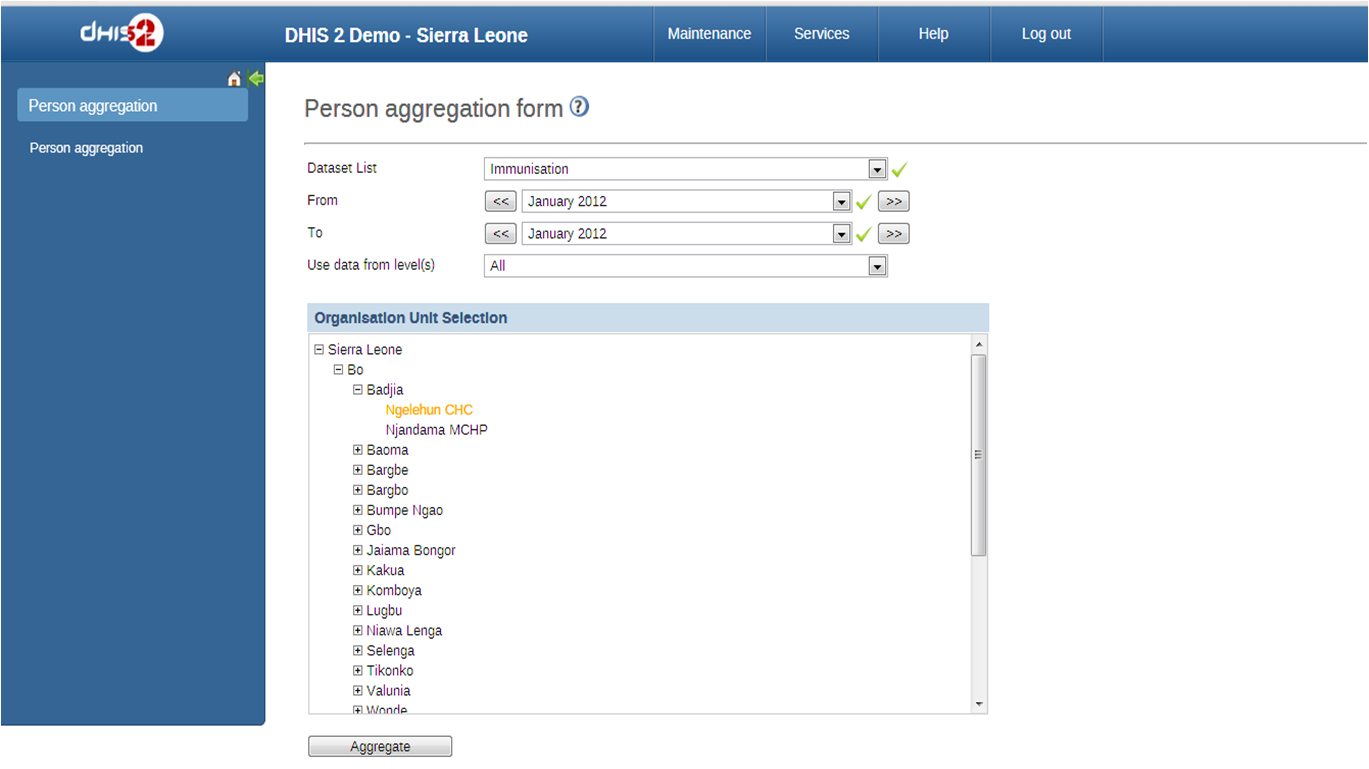 dHIS2
DHIS 2 Demo - Sierra Leone
Maintenance
Services
Help
Log out
Person aggregation
Person aggregation
Person aggregation form ?
Dataset List
Immunisation
From
<<
January 2012
>>
To
<<
January 2012
>>
Use data from level(s)
All
Organisation Unit Selection
Sierra Leone
Bo
Badjia
Ngelehun CHC
Njandama MCHP
Baoma
Bargbe
Bargbo
Bumpe Ngao
Gbo
Jaiama Bongor
Kakua
Komboya
Lugbu
Niawa Lenga
Selenga
Tikonko
Valunia
Wonde
Aggregate